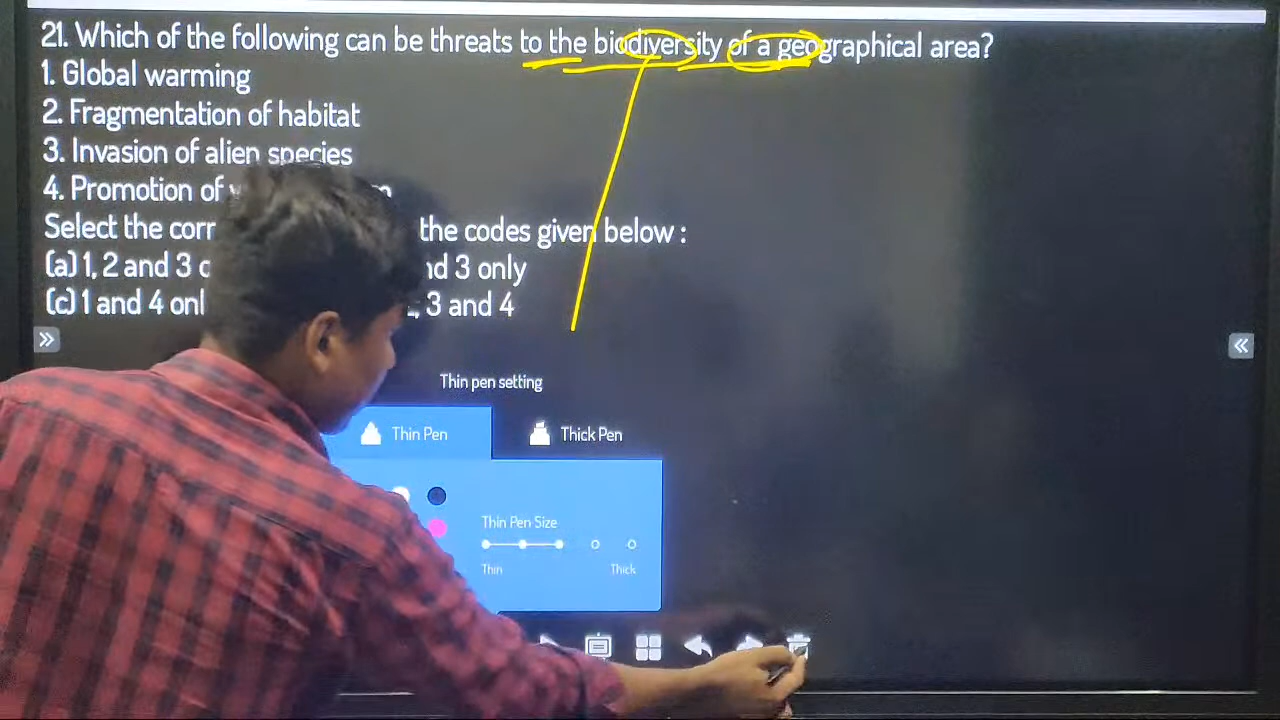 21. Which of the following can be threats to the biodiversity of a geographical area?
1. Global warming
2. Fragmentation of habitat
3. Invasion of alien species
4. Promotion of
Select the the codes given below :
(a) 1, 2 and 3 3 only
(c) 1 and 4 3 and 4
Thin pen setting
Thin Pen Thick Pen
Thin Pen Size
Thin Thick